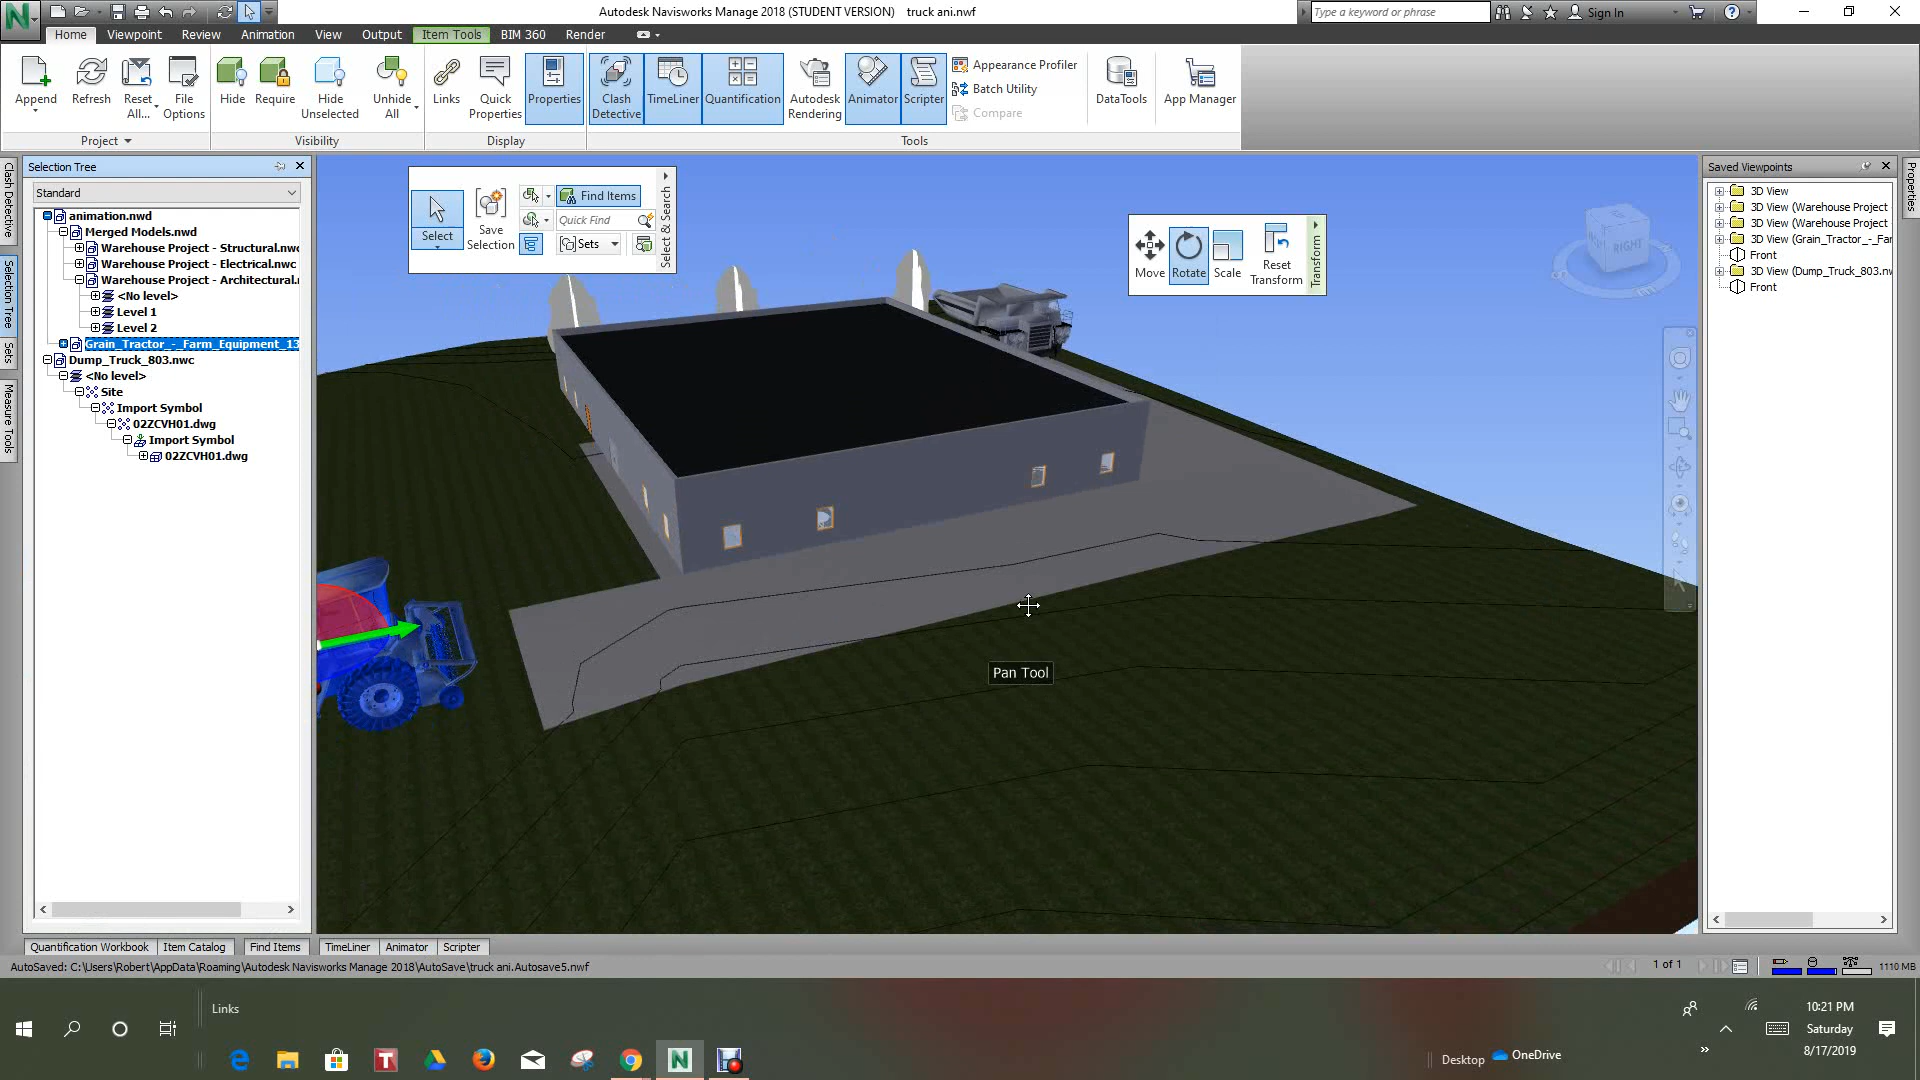 Autodesk Navisworks Manage 2018 (STUDENT VERSION) truck ani.nwf
Type a keyword or phrase
Sign In
Home Viewpoint Review Animation View Output Item Tools BIM 360 Render
Append
Refresh
Reset
All...
File
Options
Hide
Require
Hide
Unselected
Unhide
All
Links
Quick
Properties
Properties
Clash
Detective
TimeLiner
Quantification
Autodesk
Rendering
Animator
Scripter
Appearance Profiler
Batch Utility
Compare
DataTools
App Manager
Project
Visibility
Display
Tools
Clash Detective
Selection Tree
Sets
Measure Tools
Selection Tree
Standard
animation.nwd
Merged Models.nwd
Warehouse Project - Structural.nwc
Warehouse Project - Electrical.nwc
Warehouse Project - Architectural.
<No level>
Level 1
Level 2
Grain_Tractor_-_Farm_Equipment_13
Dump_Truck_803.nwc
<No level>
Site
Import Symbol
02ZCVH01.dwg
Import Symbol
02ZCVH01.dwg
Select
Save
Selection
Find Items
Quick Find
Sets
Select & Search
Move
Rotate
Scale
Reset
Transform
Transform
RIGHT
Pan Tool
Saved Viewpoints
3D View
3D View (Warehouse Project
3D View (Warehouse Project
3D View (Grain_Tractor_-_Far
Front
3D View (Dump_Truck_803.nw
Front
Properties
Quantification Workbook Item Catalog Find Items TimeLiner Animator Scripter
AutoSaved: C:\Users\Robert\AppData\Roaming\Autodesk Navisworks Manage 2018\AutoSave\truck ani.Autosave5.nwf
1 of 1
1110 MB
Links
Desktop
OneDrive
10:21 PM
Saturday
8/17/2019